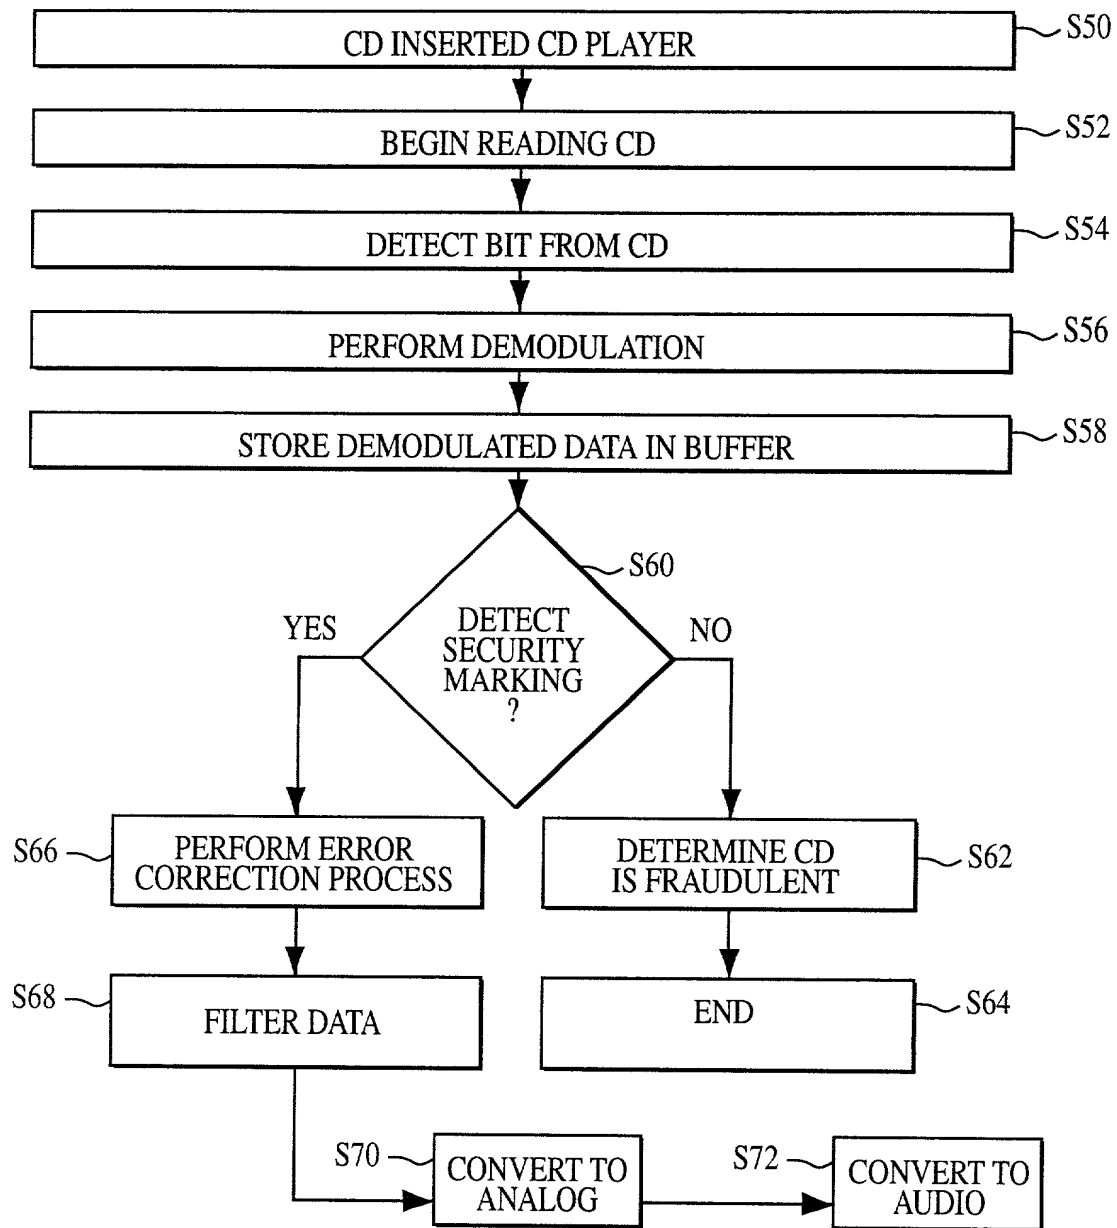 CD INSERTED CD PLAYER
S50
BEGIN READING CD
S52
DETECT BIT FROM CD
S54
PERFORM DEMODULATION
S56
STORE DEMODULATED DATA IN BUFFER
S58
S60
YES
DETECT
SECURITY
MARKING
?
NO
S66
PERFORM ERROR
CORRECTION PROCESS
DETERMINE CD
IS FRAUDULENT
S62
S68
FILTER DATA
END
S64
S70
CONVERT TO
ANALOG
S72
CONVERT TO
AUDIO